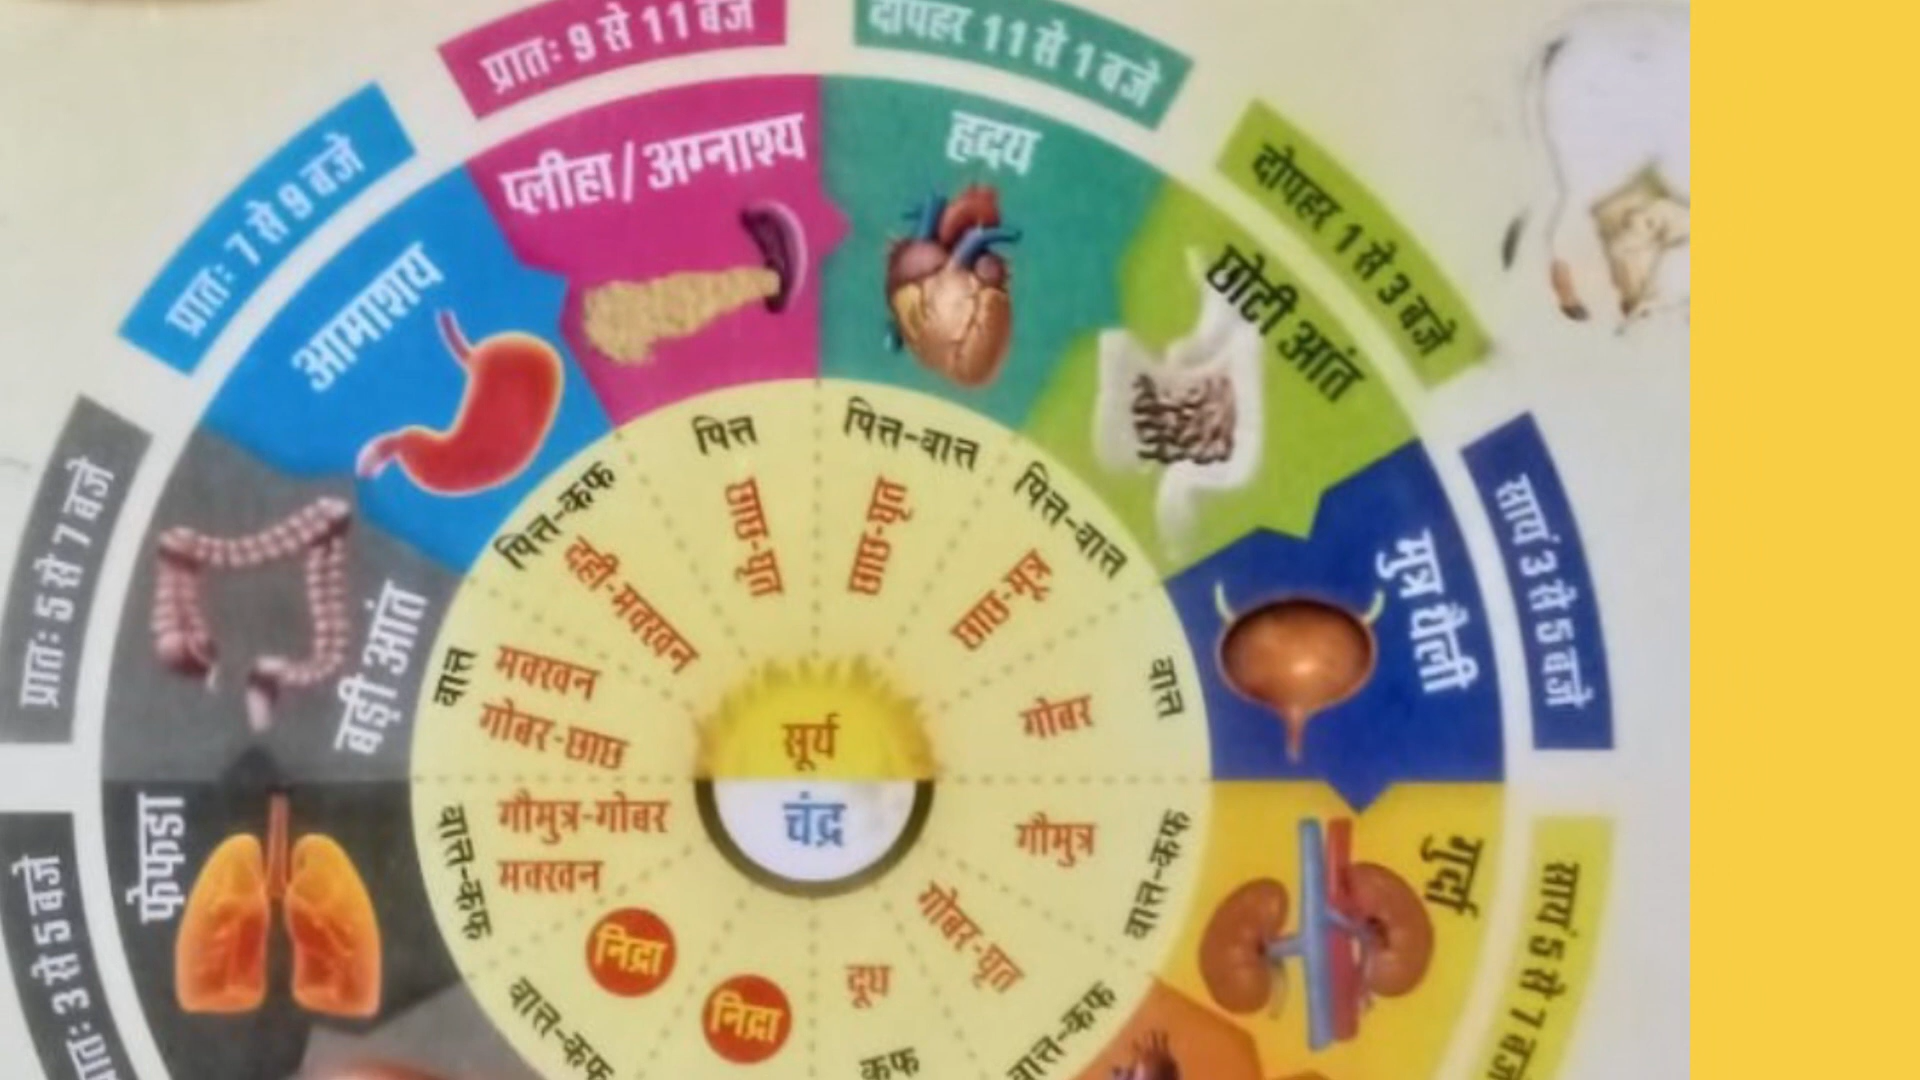 प्रातः 9 से 11 बजे
दोपहर 11 से 1 बजे
प्रातः 7 से 9 बजे
दोपहर 1 से 3 बजे
प्लीहा/अग्नाश्य
हृदय
आमाशय
छोटी आंत
प्रातः 5 से 7 बजे
सायं 3 से 5 बजे
बड़ी आंत
मुत्र थैली
पित्त
पित्त-वात्त
पित्त-कफ
पित्त-वात्त
छाछ-घृत
छाछ-घृत
दही-मक्खन
छाछ-मूत्र
वात्त
मक्खन
गोबर-छाछ
गोबर
वात्त
सूर्य
चंद्र
फेफडा
वात्त-कफ
गौमुत्र-गोबर
मक्खन
गौमुत्र
वात्त-कफ
गुर्दा
प्रातः 3 से 5 बजे
सायं 5 से 7 बजे
निद्रा
निद्रा
दूध
गोबर-घृत
वात्त-कफ
कफ
वात्त-कफ